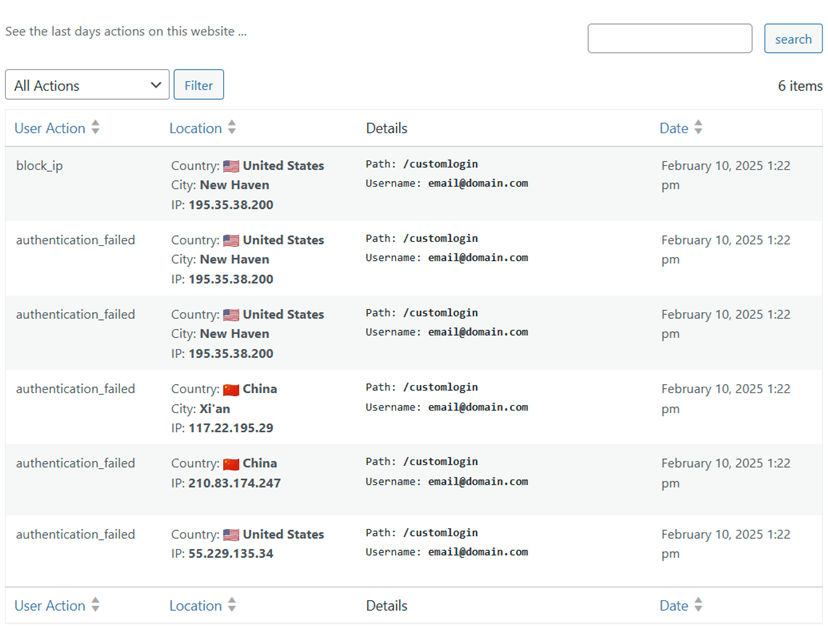 See the last days actions on this website ...
search
All Actions
Filter
6 items
User Action Location Details Date
block_ip
Country: United States
City: New Haven
IP: 195.35.38.200
Path: /customlogin
Username: email@domain.com
February 10, 2025 1:22
pm
authentication_failed
Country: United States
City: New Haven
IP: 195.35.38.200
Path: /customlogin
Username: email@domain.com
February 10, 2025 1:22
pm
authentication_failed
Country: United States
City: New Haven
IP: 195.35.38.200
Path: /customlogin
Username: email@domain.com
February 10, 2025 1:22
pm
authentication_failed
Country: China
City: Xi'an
IP: 117.22.195.29
Path: /customlogin
Username: email@domain.com
February 10, 2025 1:22
pm
authentication_failed
Country: China
IP: 210.83.174.247
Path: /customlogin
Username: email@domain.com
February 10, 2025 1:22
pm
authentication_failed
Country: United States
IP: 55.229.135.34
Path: /customlogin
Username: email@domain.com
February 10, 2025 1:22
pm
User Action Location Details Date